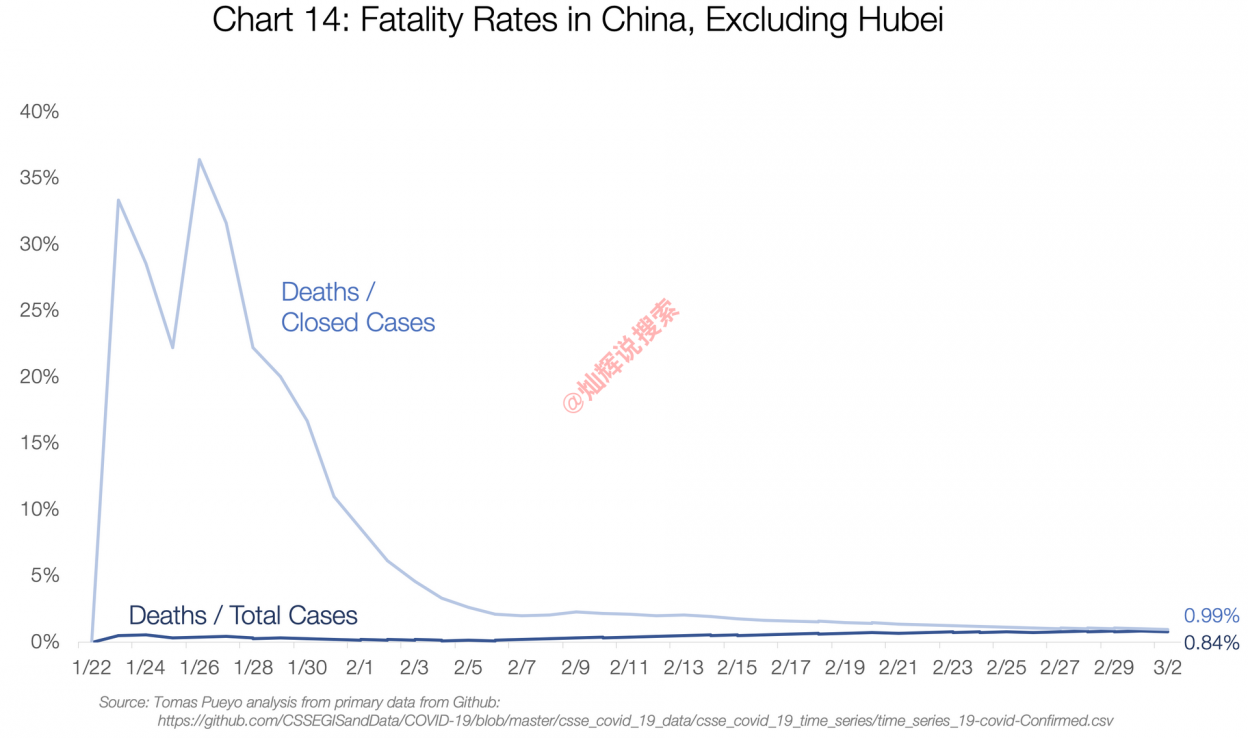 Chart 14: Fatality Rates in China, Excluding Hubei
40%
35%
30%
25%
20%
15%
10%
5%
0%
Deaths /
Closed Cases
@灿辉说搜索
Deaths / Total Cases
0.99%
0.84%
1/22 1/24 1/26 1/28 1/30 2/1 2/3 2/5 2/7 2/9 2/11 2/13 2/15 2/17 2/19 2/21 2/23 2/25 2/27 2/29 3/2
Source: Tomas Pueyo analysis from primary data from Github:
https://github.com/CSSEGISandData/COVID-19/blob/master/csse_covid_19_data/csse_covid_19_time_series/time_series_19-covid-Confirmed.csv